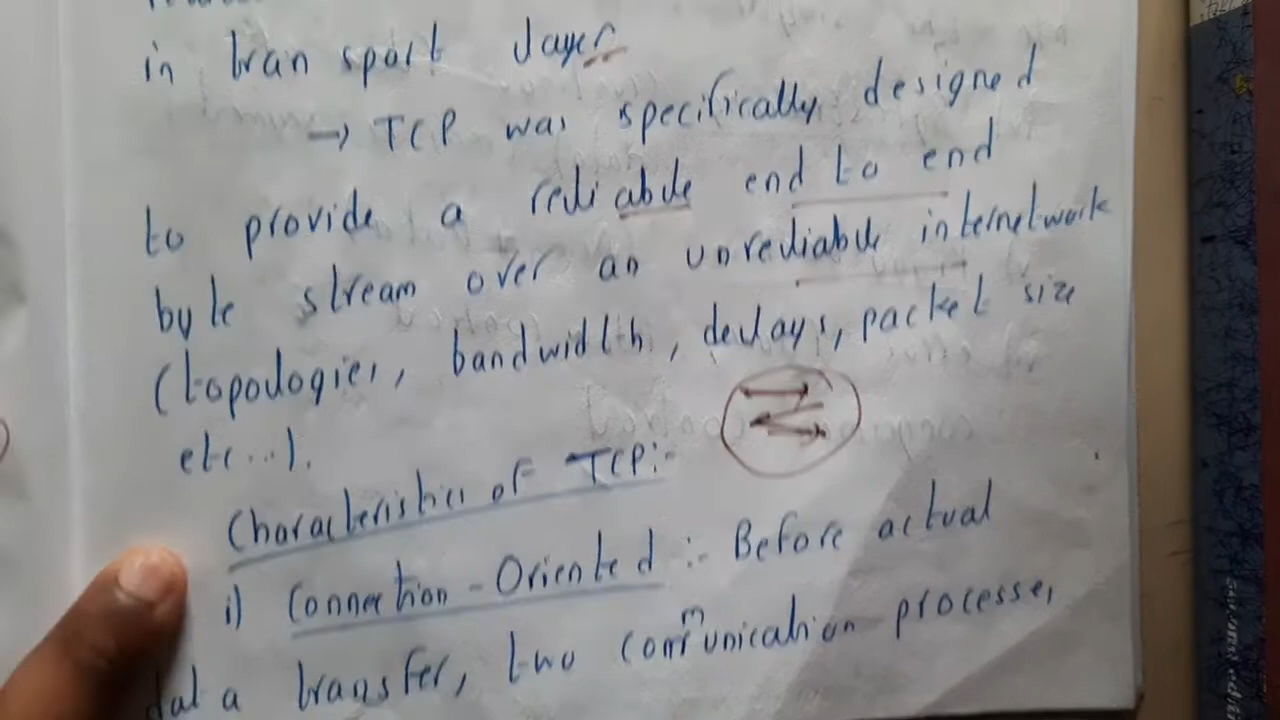 in transport layer
→ TCP was specifically designed
to provide a reliable end to end
byte stream over an unreliable internetwork
(topologies, bandwidth, delays, packet size
etc...).
Characteristics of TCP:-
i) Connection-Oriented :- Before actual
data transfer, two communication processes